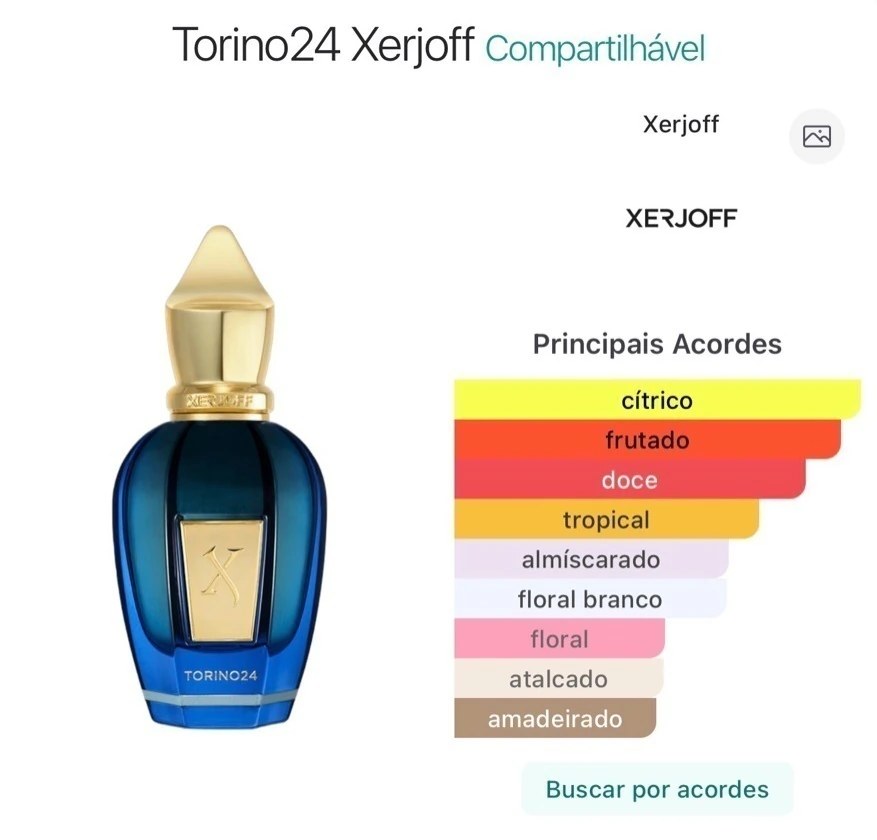 Torino24 Xerjoff Compartilhável
Xerjoff
XERJOFF
Principais Acordes
cítrico
frutado
doce
tropical
almíscarado
floral branco
floral
atalcado
amadeirado
XERJOFF
X
TORINO24
Buscar por acordes